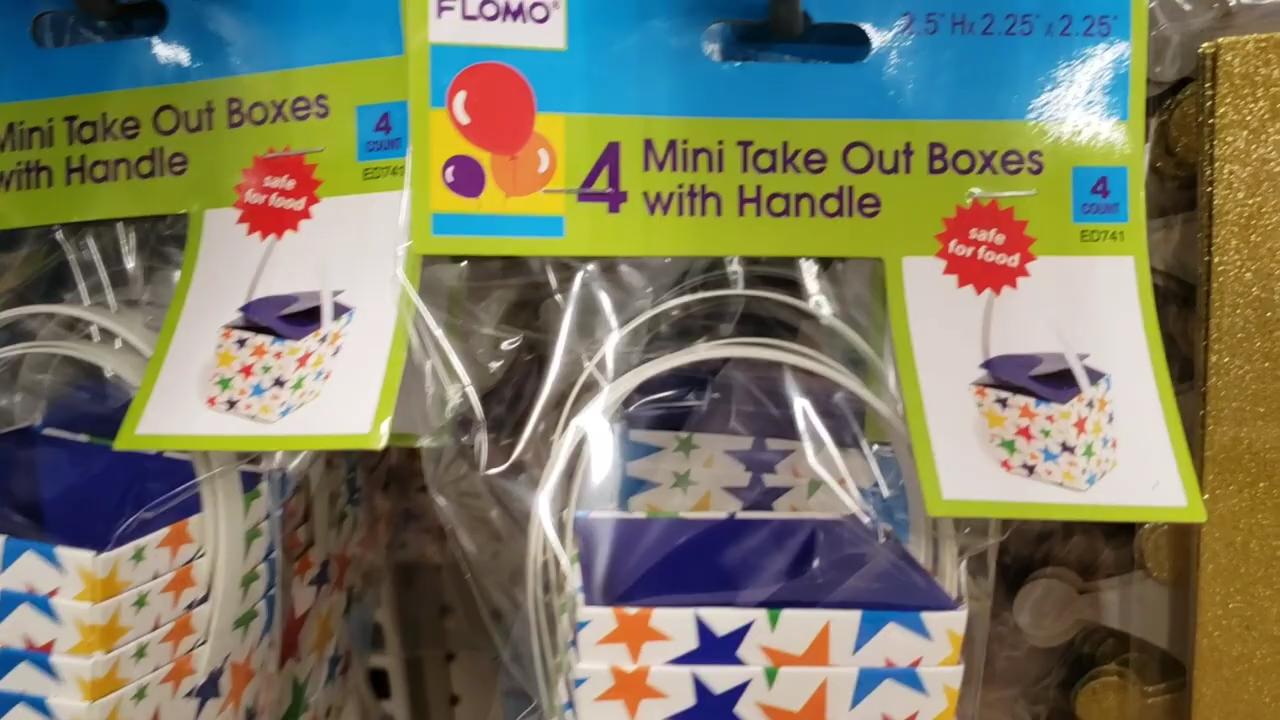 Mini Take Out Boxes
with Handle
4
COUNT
ED741
safe
for food
FLOMO®
2.5" H x 2.25" x 2.25"
4 Mini Take Out Boxes
with Handle
4
COUNT
ED741
safe
for food